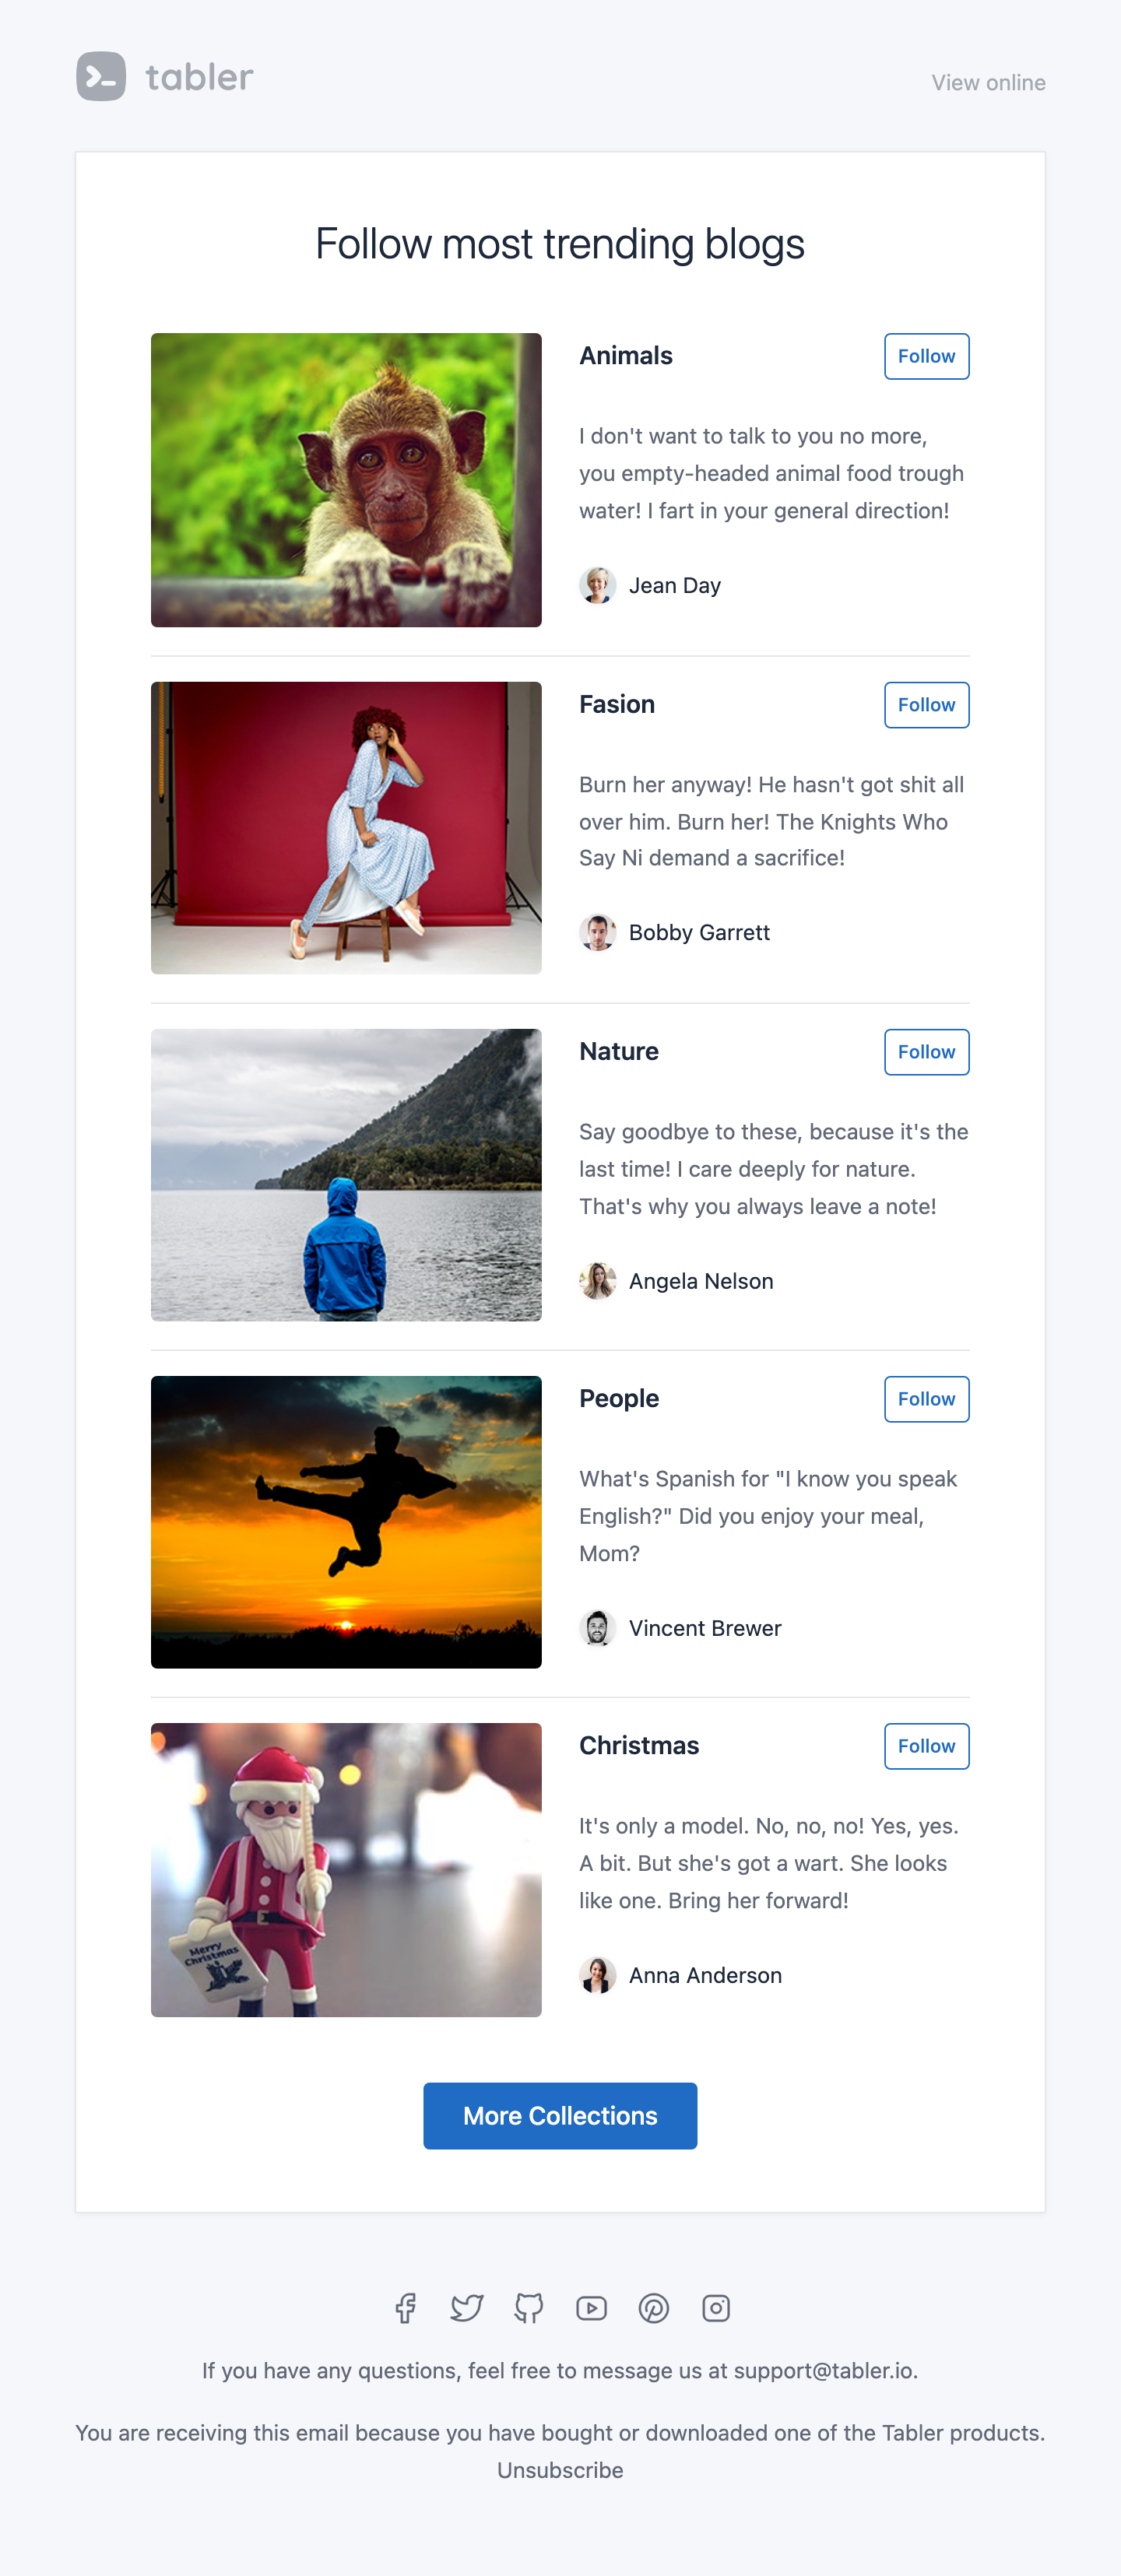 tabler
View online
Follow most trending blogs
Animals
Follow
I don't want to talk to you no more,
you empty-headed animal food trough
water! I fart in your general direction!
Jean Day
Fasion
Follow
Burn her anyway! He hasn't got shit all
over him. Burn her! The Knights Who
Say Ni demand a sacrifice!
Bobby Garrett
Nature
Follow
Say goodbye to these, because it's the
last time! I care deeply for nature.
That's why you always leave a note!
Angela Nelson
People
Follow
What's Spanish for "I know you speak
English?" Did you enjoy your meal,
Mom?
Vincent Brewer
Merry
Christmas
Christmas
Follow
It's only a model. No, no, no! Yes, yes.
A bit. But she's got a wart. She looks
like one. Bring her forward!
Anna Anderson
More Collections
If you have any questions, feel free to message us at support@tabler.io.
You are receiving this email because you have bought or downloaded one of the Tabler products.
Unsubscribe